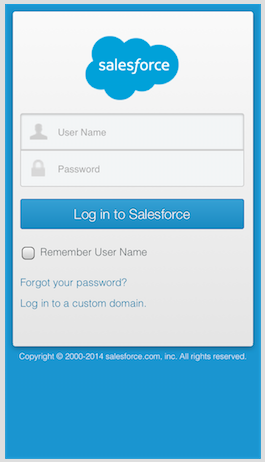 salesforce
User Name
Password
Log in to Salesforce
Remember User Name
Forgot your password?
Log in to a custom domain.
Copyright © 2000-2014 salesforce.com, inc. All rights reserved.